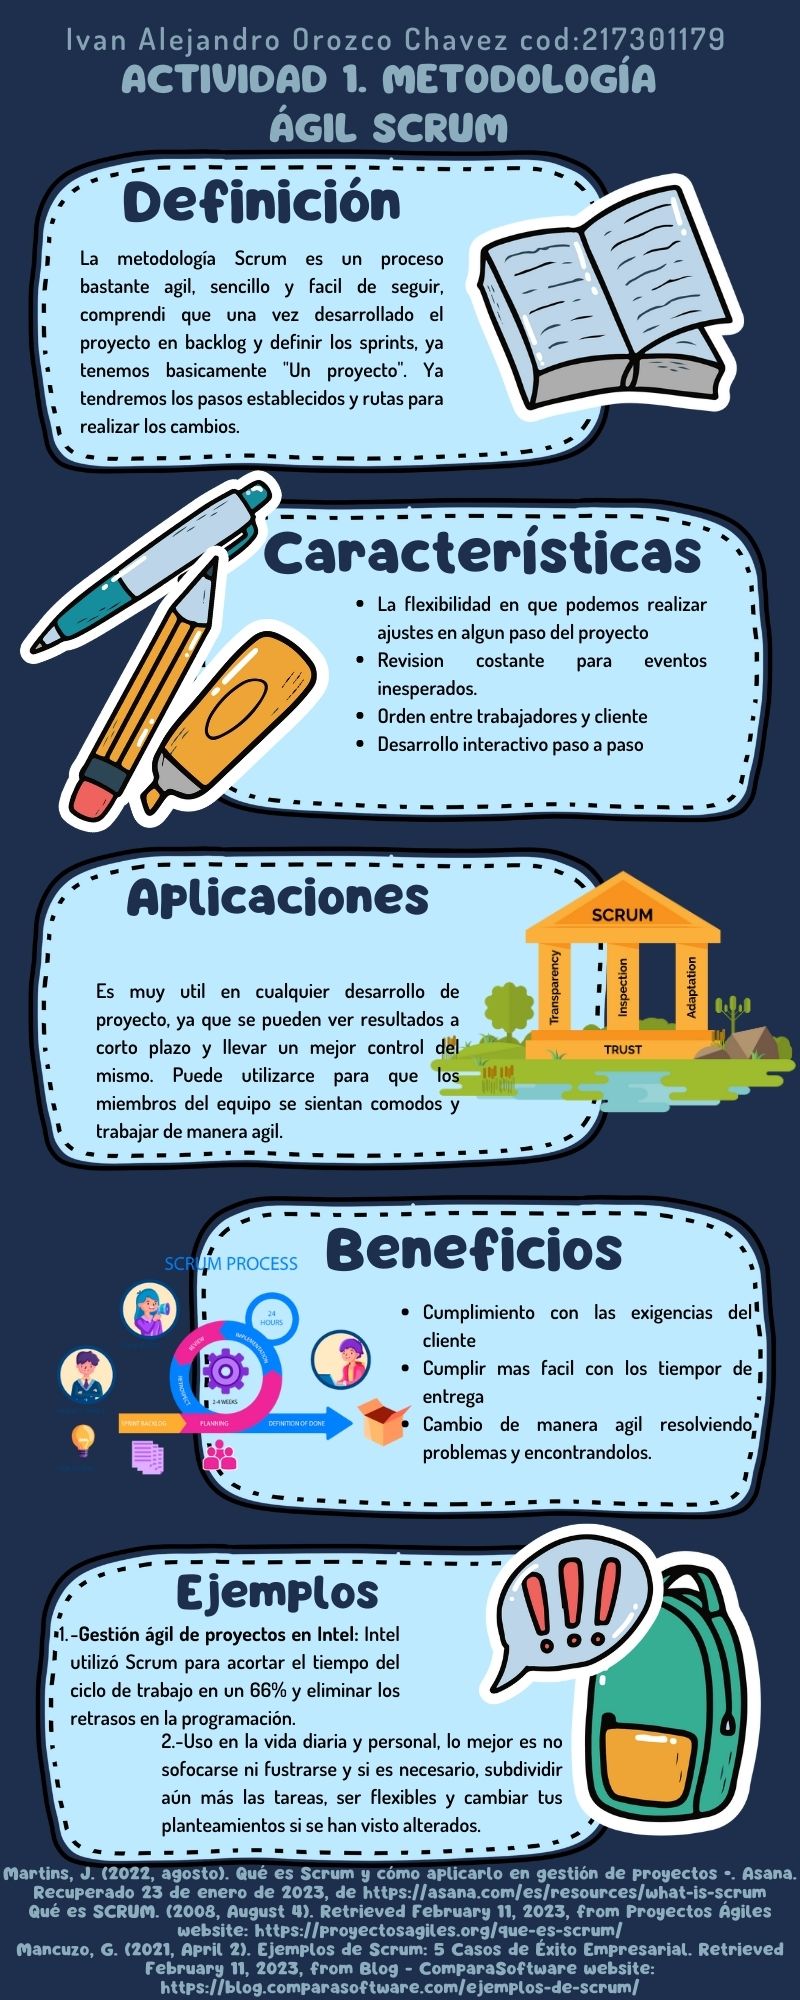 Ivan Alejandro Orozco Chavez cod:217301179
ACTIVIDAD 1. METODOLOGÍA
ÁGIL SCRUM
Definición
La metodología Scrum es un proceso
bastante agil, sencillo y facil de seguir,
comprendi que una vez desarrollado el
proyecto en backlog y definir los sprints, ya
tenemos basicamente "Un proyecto". Ya
tendremos los pasos establecidos y rutas para
realizar los cambios.
Características
• La flexibilidad en que podemos realizar
ajustes en algun paso del proyecto
• Revision costante para eventos
inesperados.
• Orden entre trabajadores y cliente
• Desarrollo interactivo paso a paso
Aplicaciones
Es muy util en cualquier desarrollo de
proyecto, ya que se pueden ver resultados a
corto plazo y llevar un mejor control del
mismo. Puede utilizarce para que los
miembros del equipo se sientan comodos y
trabajar de manera agil.
SCRUM
Transparency
Inspection
Adaptation
TRUST
Beneficios
• Cumplimiento con las exigencias del
cliente
• Cumplir mas facil con los tiempor de
entrega
• Cambio de manera agil resolviendo
problemas y encontrandolos.
SCRUM PROCESS
24
HOURS
REVIEW
IMPLEMENTATION
RETROSPECT
2-4 WEEKS
SPRINT BACKLOG
PLANNING
DEFINITION OF DONE
Ejemplos
1.-Gestión ágil de proyectos en Intel: Intel
utilizó Scrum para acortar el tiempo del
ciclo de trabajo en un 66% y eliminar los
retrasos en la programación.
2.-Uso en la vida diaria y personal, lo mejor es no
sofocarse ni fustrarse y si es necesario, subdividir
aún más las tareas, ser flexibles y cambiar tus
planteamientos si se han visto alterados.
!!!
Martins, J. (2022, agosto). Qué es Scrum y cómo aplicarlo en gestión de proyectos •. Asana.
Recuperado 23 de enero de 2023, de https://asana.com/es/resources/what-is-scrum
Qué es SCRUM. (2008, August 4). Retrieved February 11, 2023, from Proyectos Ágiles
website: https://proyectosagiles.org/que-es-scrum/
Mancuzo, G. (2021, April 2). Ejemplos de Scrum: 5 Casos de Éxito Empresarial. Retrieved
February 11, 2023, from Blog - ComparaSoftware website:
https://blog.comparasoftware.com/ejemplos-de-scrum/